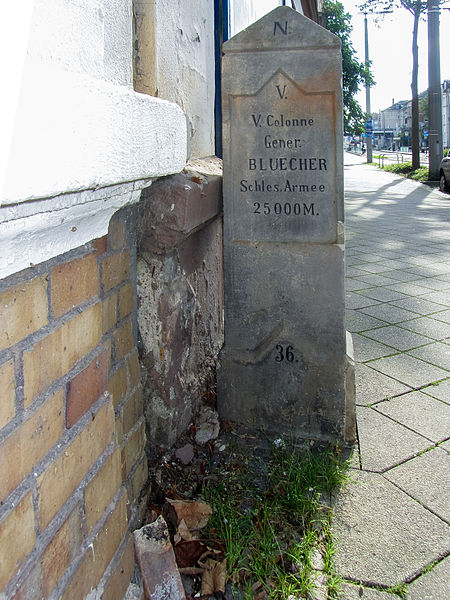 N.
V.
V. Colonne
Gener.
BLUECHER
Schles. Armee
25000M.
36.